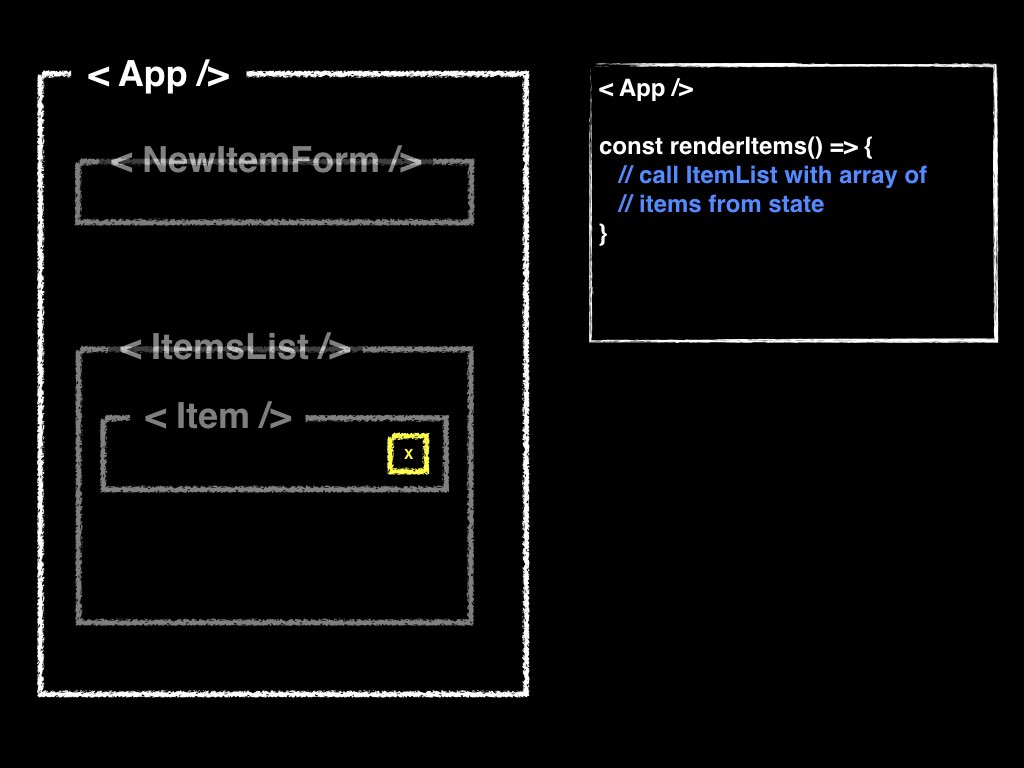 < App />
< NewItemForm />
< ItemsList />
< Item />
x
< App />
const renderItems() => {
// call ItemList with array of
// items from state
}